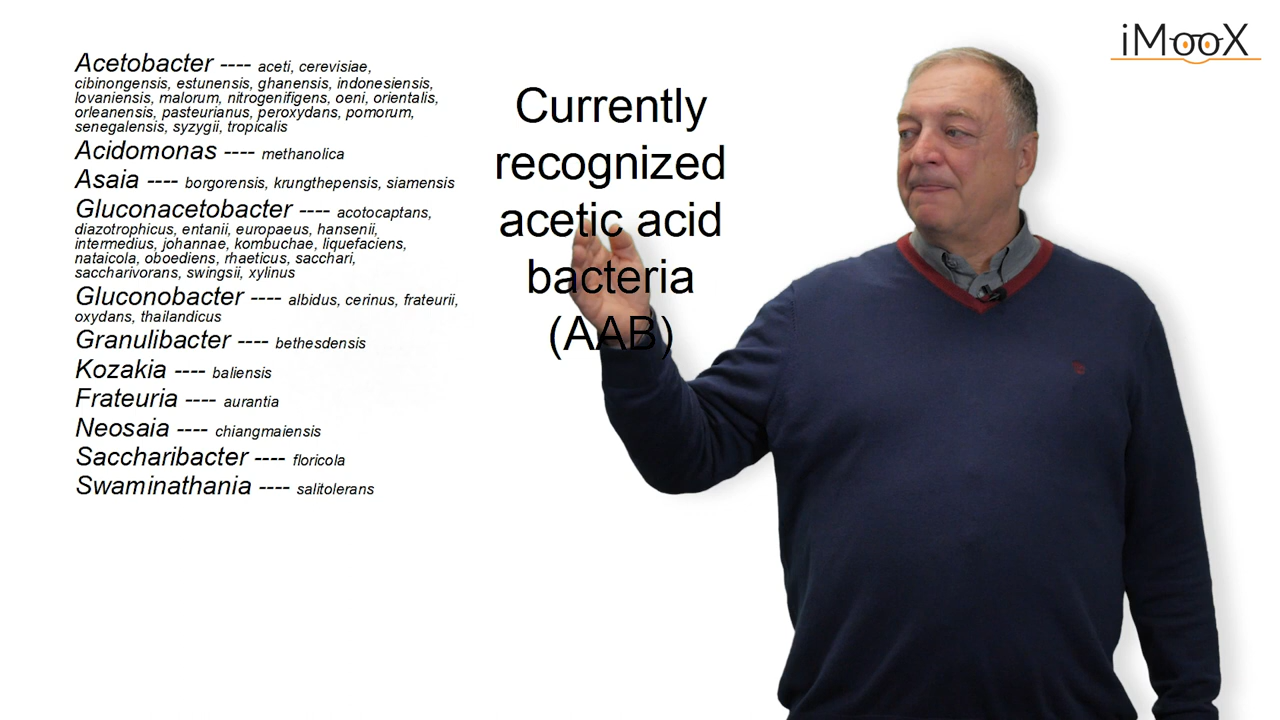 iMooX
Acetobacter ---- aceti, cerevisiae,
cibinongensis, estunensis, ghanensis, indonesiensis,
lovaniensis, malorum, nitrogenifigens, oeni, orientalis,
orleanensis, pasteurianus, peroxydans, pomorum,
senegalensis, syzygii, tropicalis
Acidomonas ---- methanolica
Asaia ---- borgorensis, krungthepensis, siamensis
Gluconacetobacter ---- acotocaptans,
diazotrophicus, entanii, europaeus, hansenii,
intermedius, johannae, kombuchae, liquefaciens,
nataicola, oboediens, rhaeticus, sacchari,
saccharivorans, swingsii, xylinus
Gluconobacter ---- albidus, cerinus, frateurii,
oxydans, thailandicus
Granulibacter ---- bethesdensis
Kozakia ---- baliensis
Frateuria ---- aurantia
Neosaia ---- chiangmaiensis
Saccharibacter ---- floricola
Swaminathania ---- salitolerans
Currently
recognized
acetic acid
bacteria
(AAB)